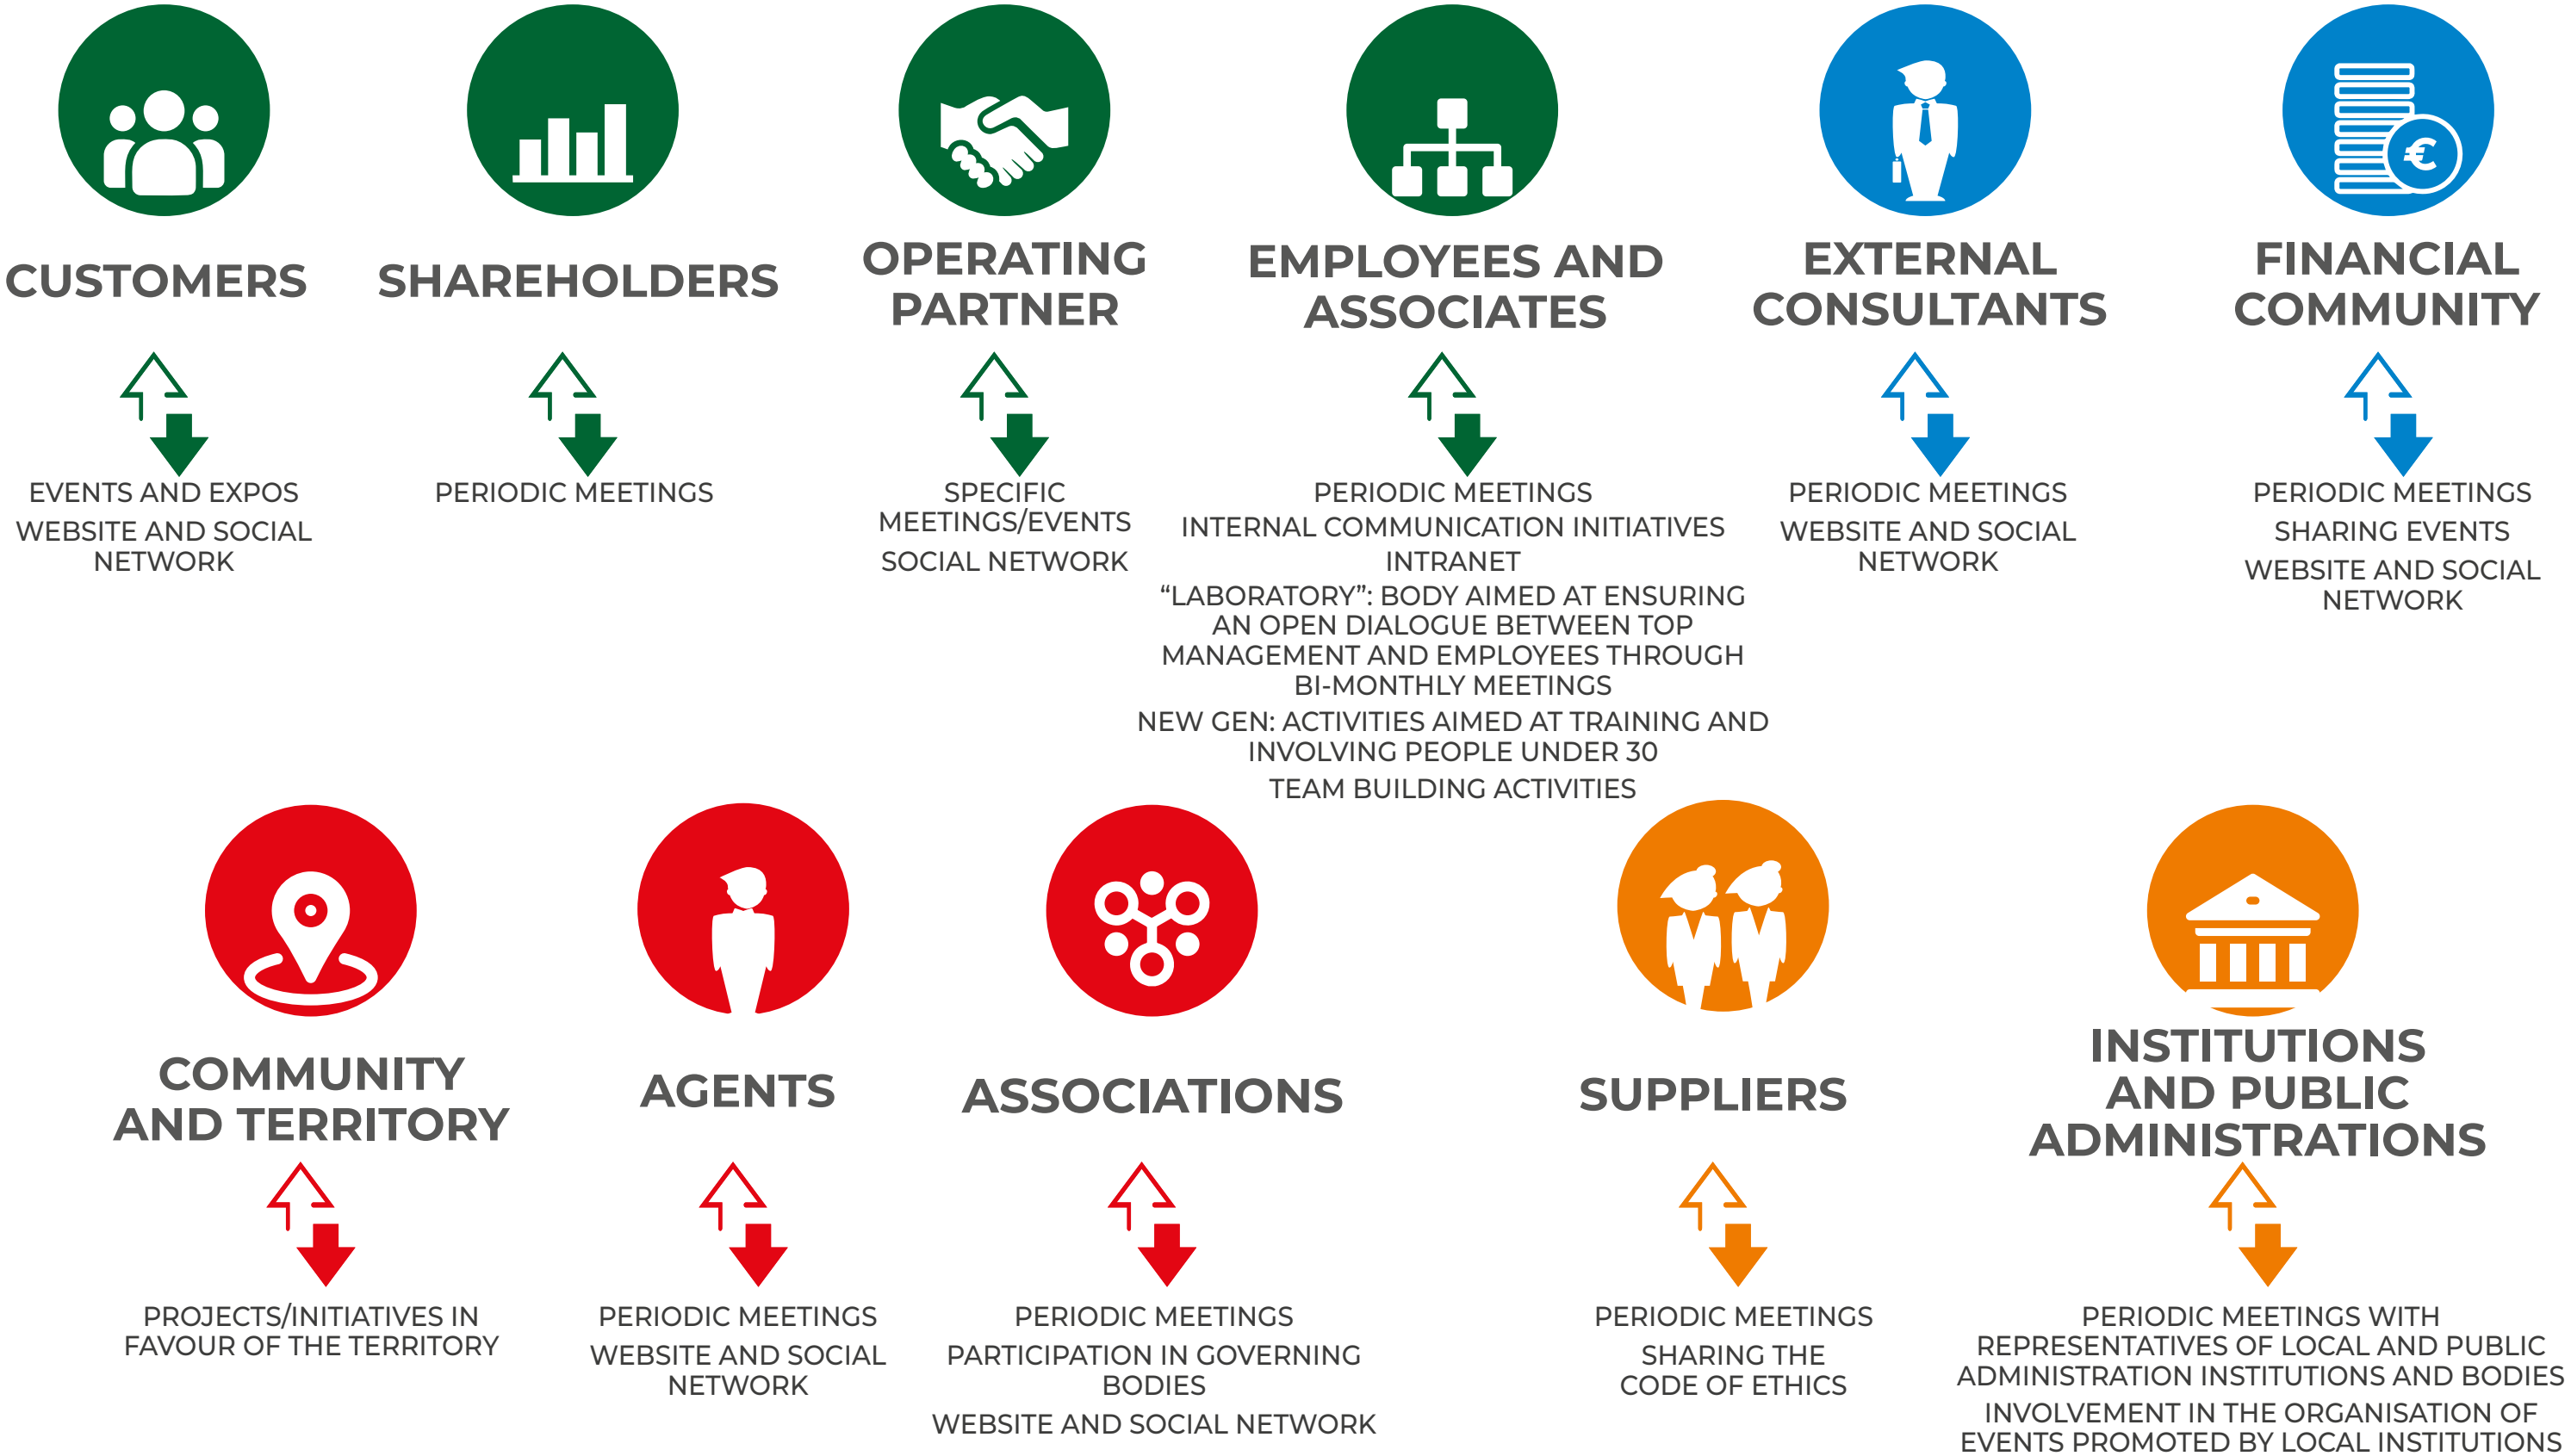 CUSTOMERS
EVENTS AND EXPOS
WEBSITE AND SOCIAL
NETWORK
SHAREHOLDERS
PERIODIC MEETINGS
OPERATING
PARTNER
SPECIFIC
MEETINGS/EVENTS
SOCIAL NETWORK
EMPLOYEES AND
ASSOCIATES
PERIODIC MEETINGS
INTERNAL COMMUNICATION INITIATIVES
INTRANET
“LABORATORY”: BODY AIMED AT ENSURING
AN OPEN DIALOGUE BETWEEN TOP
MANAGEMENT AND EMPLOYEES THROUGH
BI-MONTHLY MEETINGS
NEW GEN: ACTIVITIES AIMED AT TRAINING AND
INVOLVING PEOPLE UNDER 30
TEAM BUILDING ACTIVITIES
EXTERNAL
CONSULTANTS
PERIODIC MEETINGS
WEBSITE AND SOCIAL
NETWORK
€
FINANCIAL
COMMUNITY
PERIODIC MEETINGS
SHARING EVENTS
WEBSITE AND SOCIAL
NETWORK
COMMUNITY
AND TERRITORY
PROJECTS/INITIATIVES IN
FAVOUR OF THE TERRITORY
AGENTS
PERIODIC MEETINGS
WEBSITE AND SOCIAL
NETWORK
ASSOCIATIONS
PERIODIC MEETINGS
PARTICIPATION IN GOVERNING
BODIES
WEBSITE AND SOCIAL NETWORK
SUPPLIERS
PERIODIC MEETINGS
SHARING THE
CODE OF ETHICS
INSTITUTIONS
AND PUBLIC
ADMINISTRATIONS
PERIODIC MEETINGS WITH
REPRESENTATIVES OF LOCAL AND PUBLIC
ADMINISTRATION INSTITUTIONS AND BODIES
INVOLVEMENT IN THE ORGANISATION OF
EVENTS PROMOTED BY LOCAL INSTITUTIONS